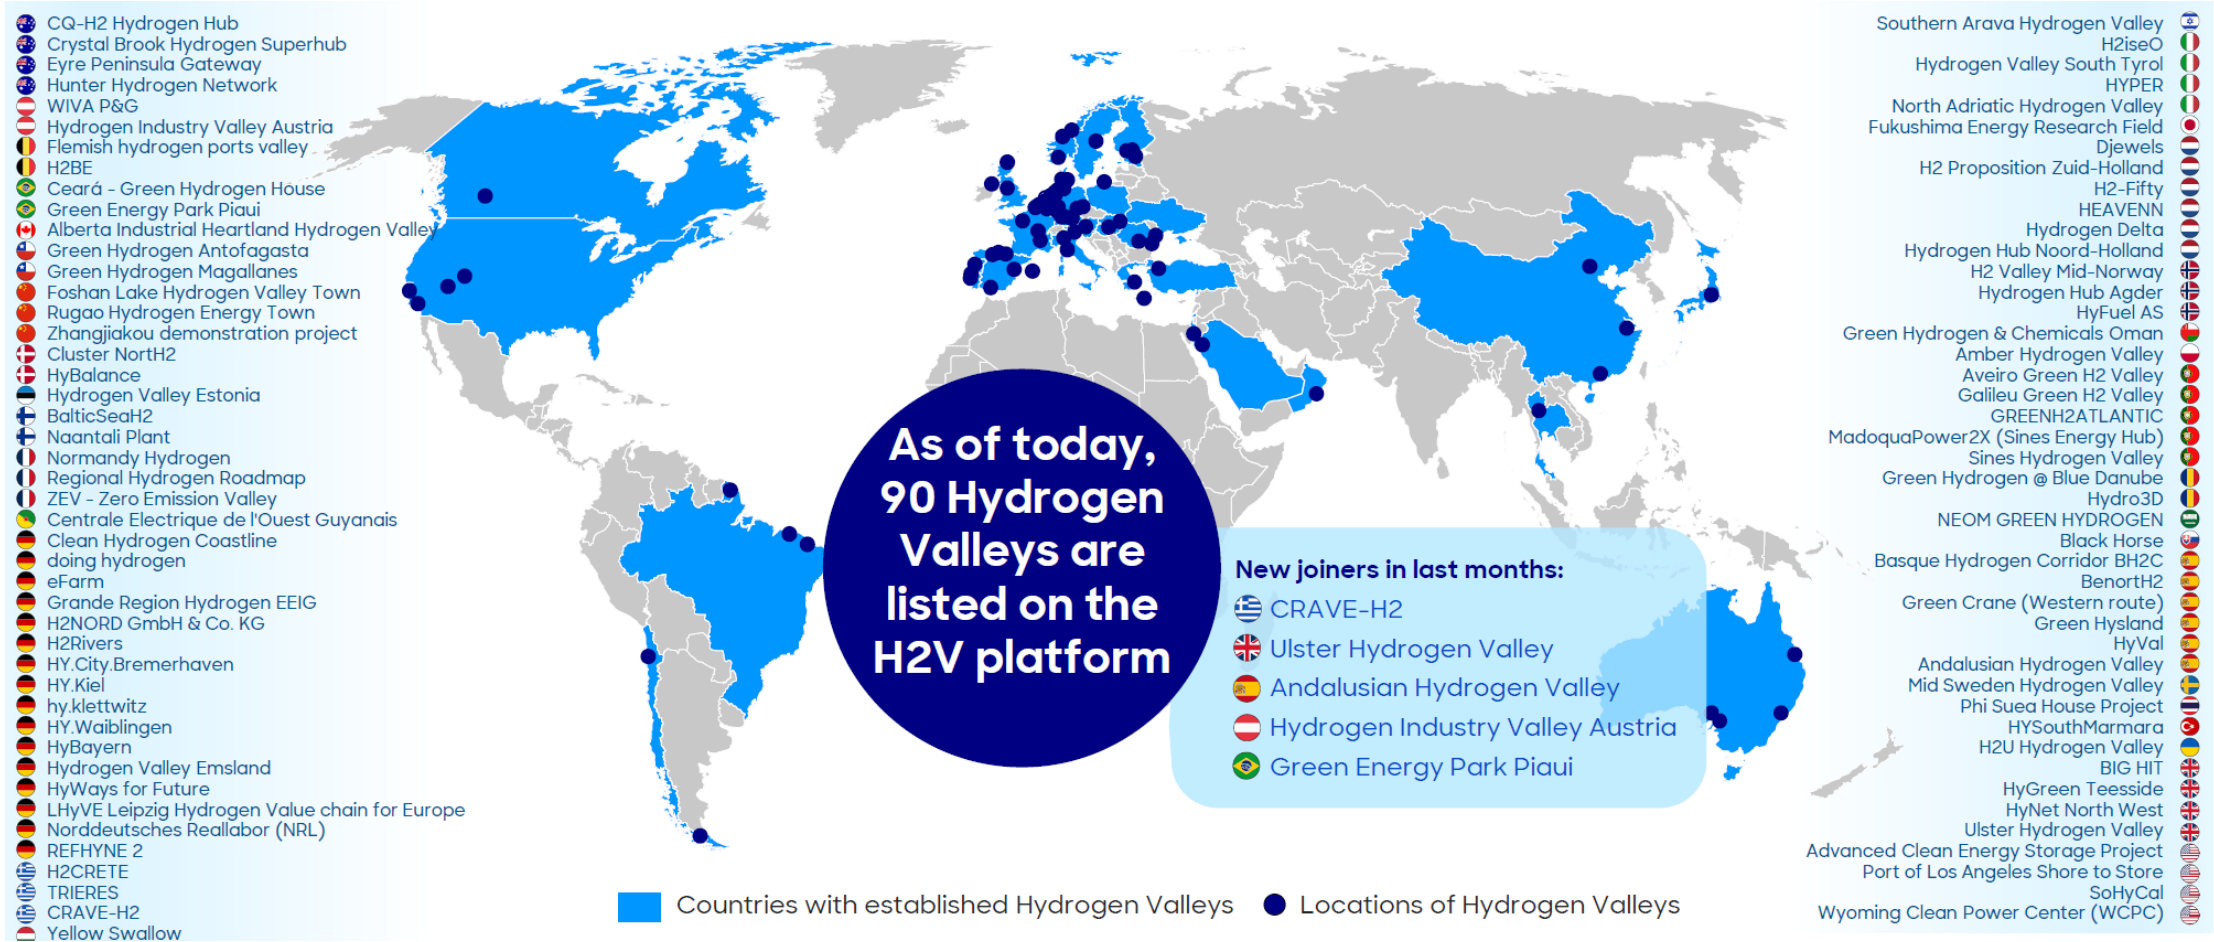 CQ-H2 Hydrogen Hub
Crystal Brook Hydrogen Superhub
Eyre Peninsula Gateway
Hunter Hydrogen Network
WIVA P&G
Hydrogen Industry Valley Austria
Flemish hydrogen ports valley
H2BE
Ceará - Green Hydrogen House
Green Energy Park Piaui
Alberta Industrial Heartland Hydrogen Valley
Green Hydrogen Antofagasta
Green Hydrogen Magallanes
Foshan Lake Hydrogen Valley Town
Rugao Hydrogen Energy Town
Zhangjiakou demonstration project
Cluster NortH2
HyBalance
Hydrogen Valley Estonia
BalticSeaH2
Naantali Plant
Normandy Hydrogen
Regional Hydrogen Roadmap
ZEV - Zero Emission Valley
Centrale Electrique de l'Ouest Guyanais
Clean Hydrogen Coastline
doing hydrogen
eFarm
Grande Region Hydrogen EEIG
H2NORD GmbH & Co. KG
H2Rivers
HY.City.Bremerhaven
HY.Kiel
hy.klettwitz
HY.Waiblingen
HyBayern
Hydrogen Valley Emsland
HyWays for Future
LHyVE Leipzig Hydrogen Value chain for Europe
Norddeutsches Reallabor (NRL)
REFHYNE 2
H2CRETE
TRIERES
CRAVE-H2
Yellow Swallow
As of today,
90 Hydrogen
Valleys are
listed on the
H2V platform
New joiners in last months:
CRAVE-H2
Ulster Hydrogen Valley
Andalusian Hydrogen Valley
Hydrogen Industry Valley Austria
Green Energy Park Piaui
Countries with established Hydrogen Valleys
Locations of Hydrogen Valleys
Southern Arava Hydrogen Valley
H2iseO
Hydrogen Valley South Tyrol
HYPER
North Adriatic Hydrogen Valley
Fukushima Energy Research Field
Djewels
H2 Proposition Zuid-Holland
H2-Fifty
HEAVENN
Hydrogen Delta
Hydrogen Hub Noord-Holland
H2 Valley Mid-Norway
Hydrogen Hub Agder
HyFuel AS
Green Hydrogen & Chemicals Oman
Amber Hydrogen Valley
Aveiro Green H2 Valley
Galileu Green H2 Valley
GREENH2ATLANTIC
MadoquaPower2X (Sines Energy Hub)
Sines Hydrogen Valley
Green Hydrogen @ Blue Danube
Hydro3D
NEOM GREEN HYDROGEN
Black Horse
Basque Hydrogen Corridor BH2C
BenortH2
Green Crane (Western route)
Green Hysland
HyVal
Andalusian Hydrogen Valley
Mid Sweden Hydrogen Valley
Phi Suea House Project
HYSouthMarmara
H2U Hydrogen Valley
BIG HIT
HyGreen Teesside
HyNet North West
Ulster Hydrogen Valley
Advanced Clean Energy Storage Project
Port of Los Angeles Shore to Store
SoHyCal
Wyoming Clean Power Center (WCPC)